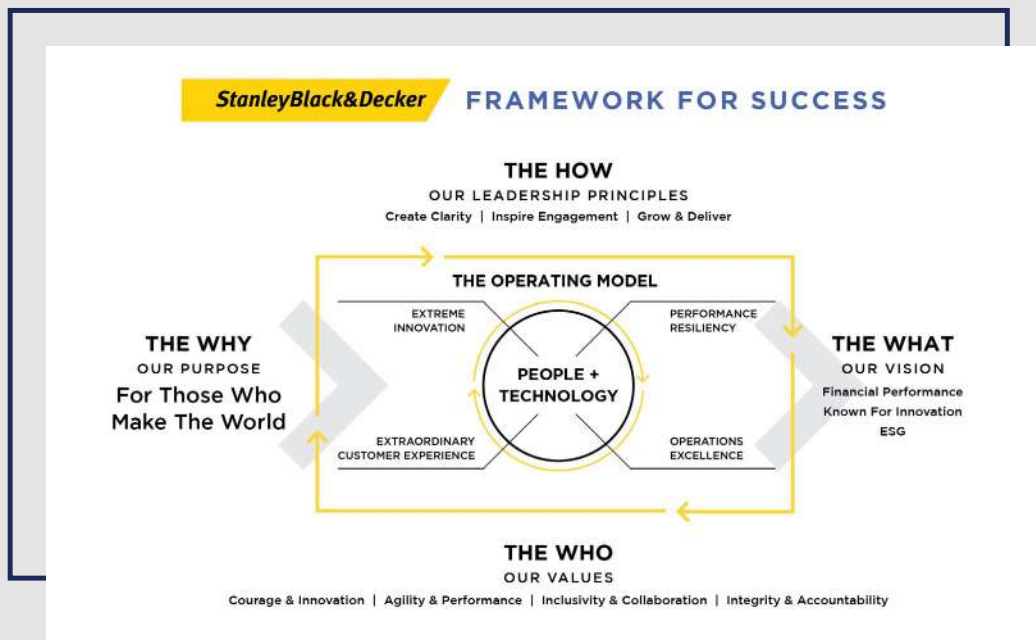 StanleyBlack&Decker FRAMEWORK FOR SUCCESS
THE HOW
OUR LEADERSHIP PRINCIPLES
Create Clarity | Inspire Engagement | Grow & Deliver
THE OPERATING MODEL
EXTREME
INNOVATION
PERFORMANCE
RESILIENCY
THE WHY
OUR PURPOSE
For Those Who
Make The World
PEOPLE +
TECHNOLOGY
THE WHAT
OUR VISION
Financial Performance
Known For Innovation
ESG
EXTRAORDINARY
CUSTOMER EXPERIENCE
OPERATIONS
EXCELLENCE
THE WHO
OUR VALUES
Courage & Innovation | Agility & Performance | Inclusivity & Collaboration | Integrity & Accountability